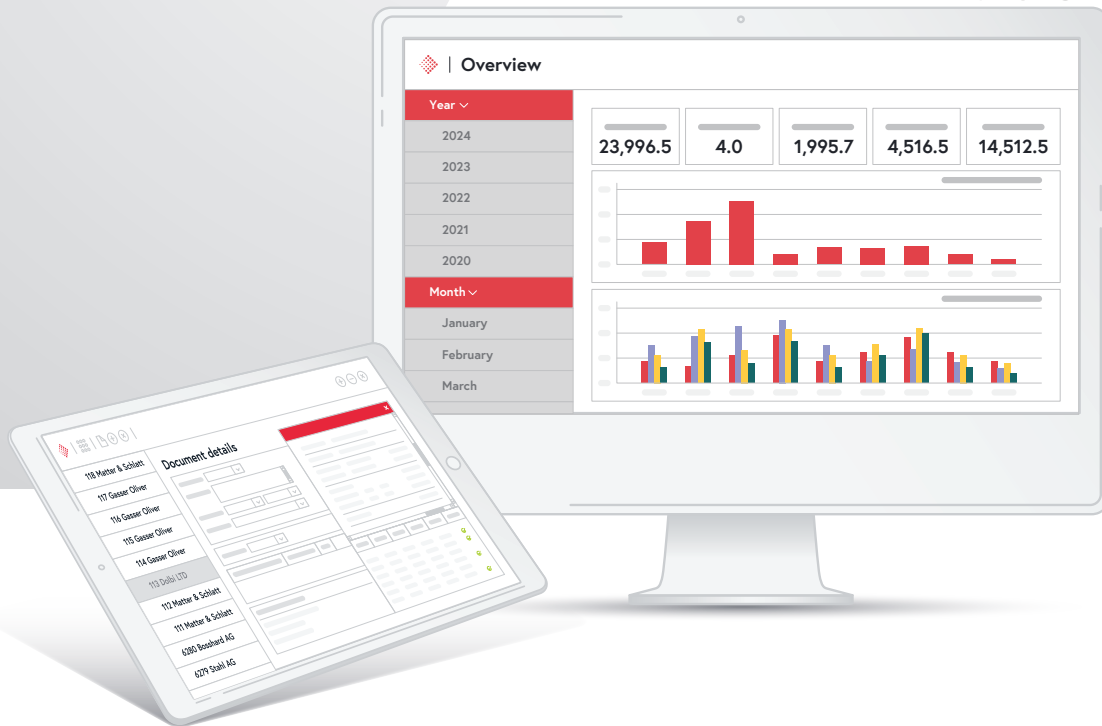 | Overview
Year
2024
2023
2022
2021
2020
Month
January
February
March
23,996.5
4.0
1,995.7
4,516.5
14,512.5
Document details
118 Matter & Schlatt
117 Gasser Oliver
116 Gasser Oliver
115 Gasser Oliver
114 Gasser Oliver
113 Dolbi LTD
112 Matter & Schlatt
111 Matter & Schlatt
6280 Bosshard AG
6279 Stahl AG